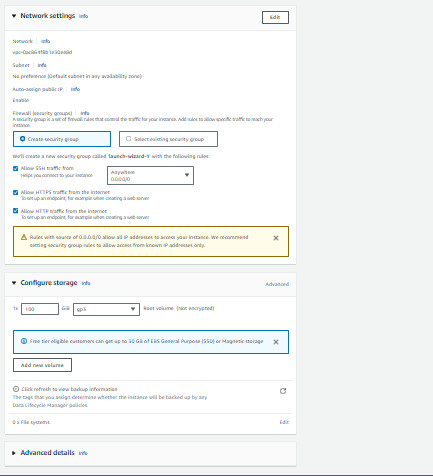 Network settings Info
Edit
Network | Info
Subnet | Info
No preference (Default subnet in any availability zone)
Auto-assign public IP | Info
Enable
Firewall (security groups) | Info
A security group is a set of firewall rules that control the traffic for your instance. Add rules to allow specific traffic to reach your
instance.
Create security group
Select existing security group
We'll create a new security group called 'launch-wizard-1' with the following rules:
Allow SSH traffic from
Helps you connect to your instance
Anywhere
0.0.0.0/0
Allow HTTPS traffic from the internet
To set up an endpoint, for example when creating a web server
Allow HTTP traffic from the internet
To set up an endpoint, for example when creating a web server
Rules with source of 0.0.0.0/0 allow all IP addresses to access your instance. We recommend
setting security group rules to allow access from known IP addresses only.
Configure storage Info
Advanced
1x 100 GiB gp3 Root volume (Not encrypted)
Free tier eligible customers can get up to 30 GB of EBS General Purpose (SSD) or Magnetic storage
Add new volume
Click refresh to view backup information
The tags that you assign determine whether the instance will be backed up by any
Data Lifecycle Manager policies.
0 x File systems
Edit
Advanced details Info